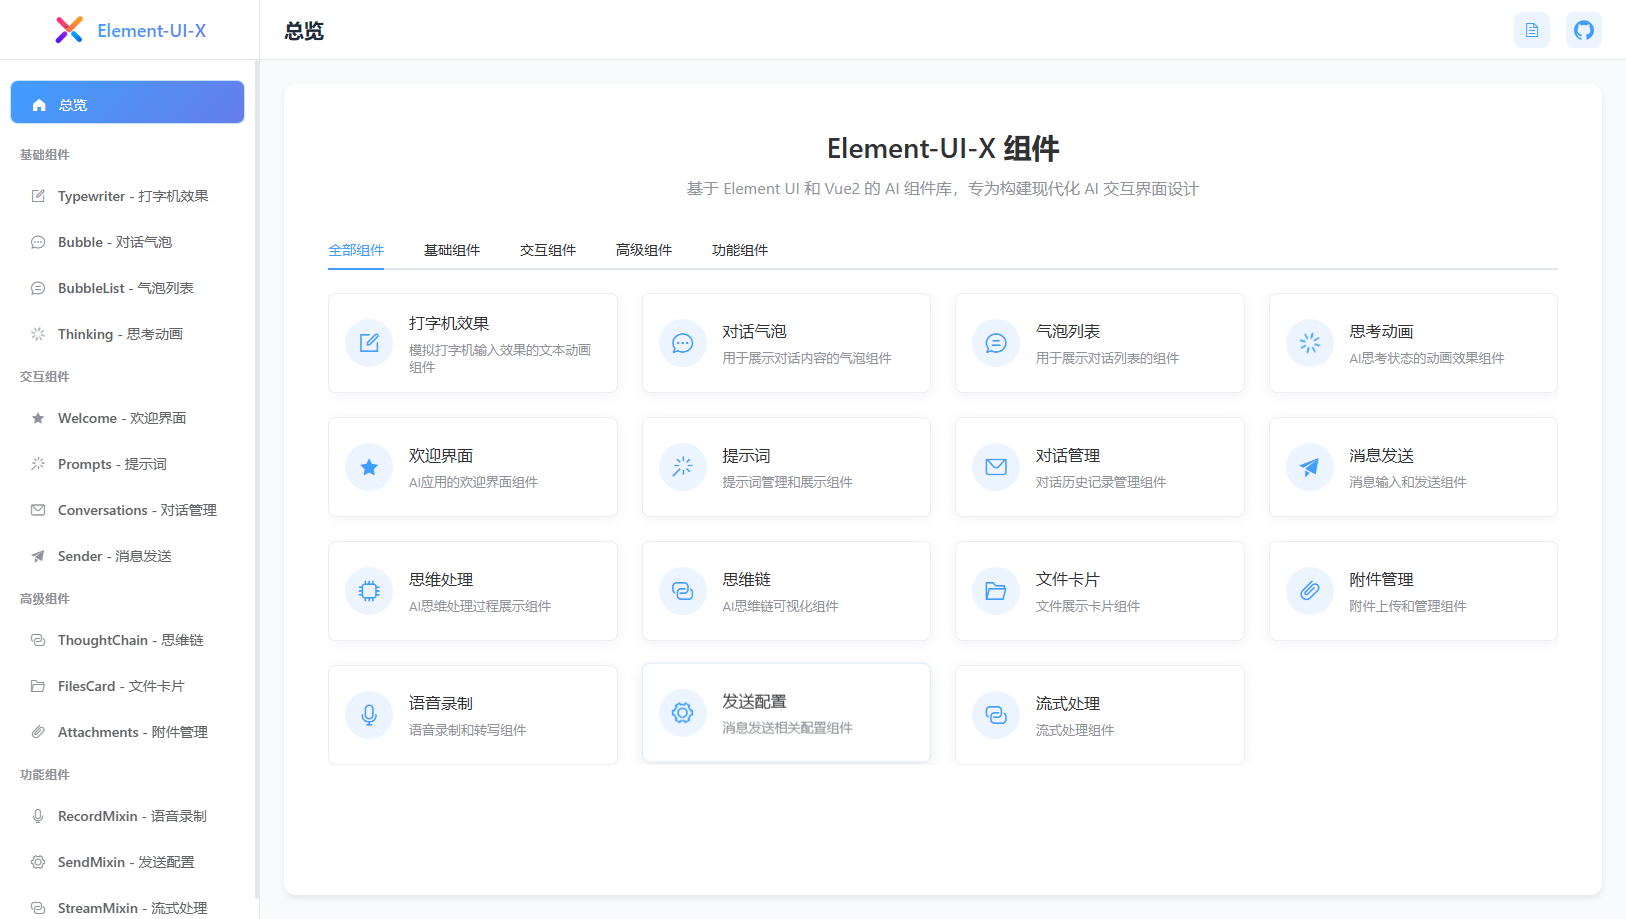 Element-UI-X
总览
总览
基础组件
Typewriter - 打字机效果
Bubble - 对话气泡
BubbleList - 气泡列表
Thinking - 思考动画
交互组件
Welcome - 欢迎界面
Prompts - 提示词
Conversations - 对话管理
Sender - 消息发送
高级组件
ThoughtChain - 思维链
FilesCard - 文件卡片
Attachments - 附件管理
功能组件
RecordMixin - 语音录制
SendMixin - 发送配置
StreamMixin - 流式处理
Element-UI-X 组件
基于 Element UI 和 Vue2 的 AI 组件库，专为构建现代化 AI 交互界面设计
全部组件
基础组件
交互组件
高级组件
功能组件
打字机效果
模拟打字机输入效果的文本动画
组件
对话气泡
用于展示对话内容的气泡组件
气泡列表
用于展示对话列表的组件
思考动画
AI思考状态的动画效果组件
欢迎界面
AI应用的欢迎界面组件
提示词
提示词管理和展示组件
对话管理
对话历史记录管理组件
消息发送
消息输入和发送组件
思维处理
AI思维处理过程展示组件
思维链
AI思维链可视化组件
文件卡片
文件展示卡片组件
附件管理
附件上传和管理组件
语音录制
语音录制和转写组件
发送配置
消息发送相关配置组件
流式处理
流式处理组件